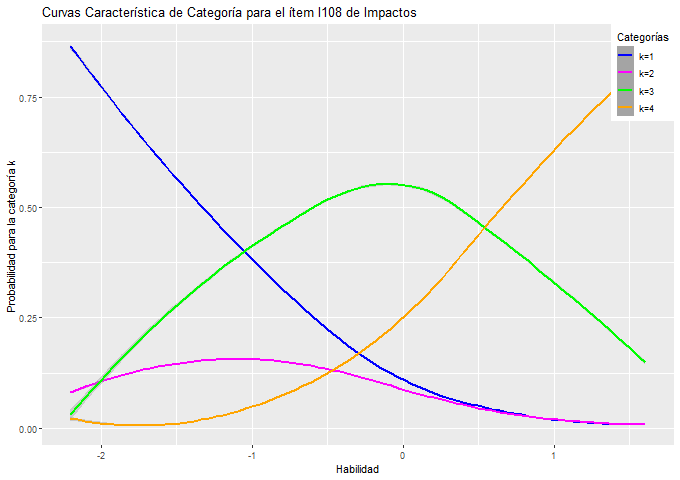 Curvas Característica de Categoría para el ítem I108 de Impactos
Categorías
k=1
k=2
k=3
k=4
Probabilidad para la categoría k
0.75
0.50
0.25
0.00
-2
-1
0
1
Habilidad